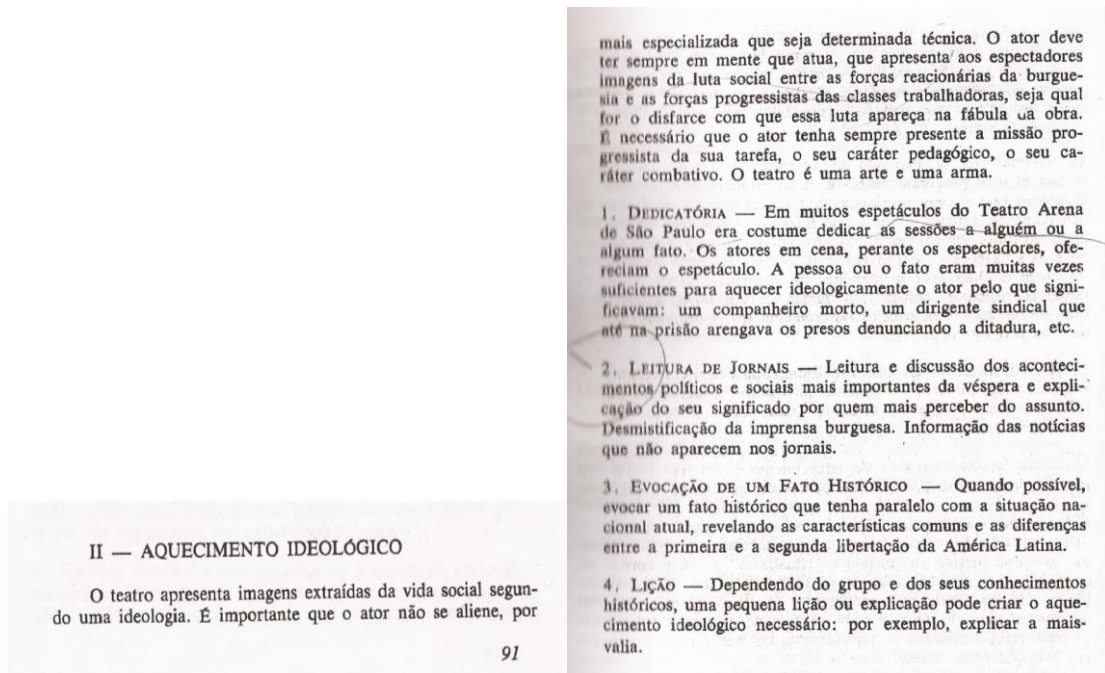 II — AQUECIMENTO IDEOLÓGICO
O teatro apresenta imagens extraídas da vida social segun-
do uma ideologia. É importante que o ator não se aliene, por
91
mais especializada que seja determinada técnica. O ator deve
ter sempre em mente que atua, que apresenta aos espectadores
imagens da luta social entre as forças reacionárias da burgue-
sia e as forças progressistas das classes trabalhadoras, seja qual
for o disfarce com que essa luta apareça na fábula da obra.
É necessário que o ator tenha sempre presente a missão pro-
gressista da sua tarefa, o seu caráter pedagógico, o seu ca-
ráter combativo. O teatro é uma arte e uma arma.
1. DEDICATÓRIA — Em muitos espetáculos do Teatro Arena
de São Paulo era costume dedicar as sessões a alguém ou a
algum fato. Os atores em cena, perante os espectadores, ofe-
reciam o espetáculo. A pessoa ou o fato eram muitas vezes
suficientes para aquecer ideologicamente o ator pelo que signi-
ficavam: um companheiro morto, um dirigente sindical que
até na prisão arengava os presos denunciando a ditadura, etc.
2. LEITURA DE JORNAIS — Leitura e discussão dos aconteci-
mentos políticos e sociais mais importantes da véspera e expli-
cação do seu significado por quem mais perceber do assunto.
Desmistificação da imprensa burguesa. Informação das notícias
que não aparecem nos jornais.
3. EVOCAÇÃO DE UM FATO HISTÓRICO — Quando possível,
evocar um fato histórico que tenha paralelo com a situação na-
cional atual, revelando as características comuns e as diferenças
entre a primeira e a segunda libertação da América Latina.
4. LIÇÃO — Dependendo do grupo e dos seus conhecimentos
históricos, uma pequena lição ou explicação pode criar o aque-
cimento ideológico necessário: por exemplo, explicar a mais-
valia.